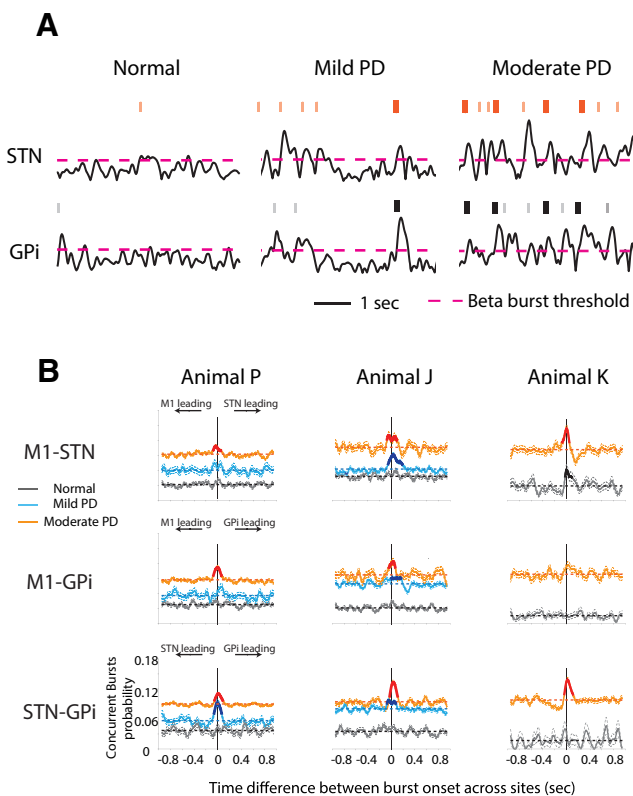 A
Normal Mild PD Moderate PD
STN
GPi
1 sec Beta burst threshold
B
Animal P Animal J Animal K
M1 leading STN leading
M1-STN
Normal
Mild PD
Moderate PD
M1 leading GPi leading
M1-GPi
STN leading GPi leading
STN-GPi
Concurrent Bursts
probability
0.18
0.12
0.06
0
-0.8 -0.4 0 0.4 0.8 -0.8 -0.4 0 0.4 0.8 -0.8 -0.4 0 0.4 0.8
Time difference between burst onset across sites (sec)